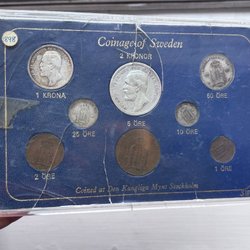 Coinage of Sweden
2 KRONOR
1 KRONA
50 ÖRE
25 ÖRE
10 ÖRE
5 ÖRE
2 ÖRE
1 ÖRE
Coined at Den Kungliga Mynt Stockholm